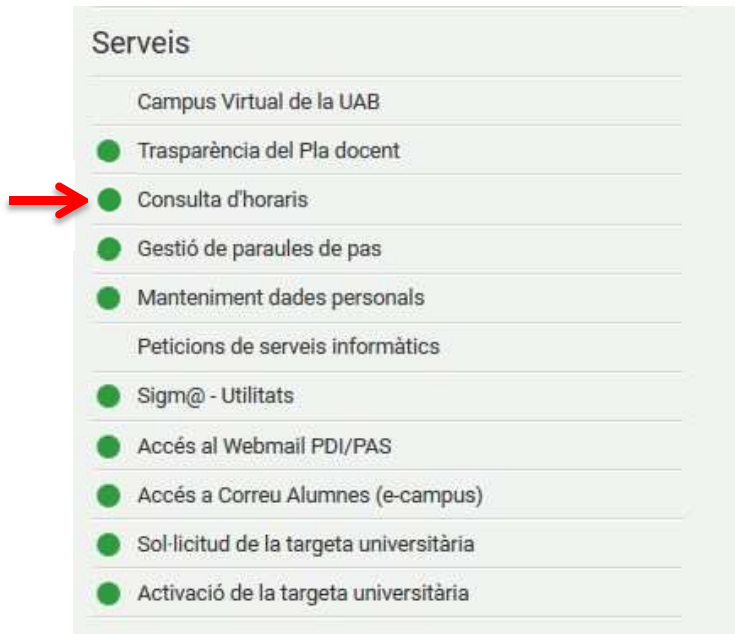 Serveis
Campus Virtual de la UAB
Trasparència del Pla docent
Consulta d'horaris
Gestió de paraules de pas
Manteniment dades personals
Peticions de serveis informàtics
Sigm@ - Utilitats
Accés al Webmail PDI/PAS
Accés a Correu Alumnes (e-campus)
Sol·licitud de la targeta universitària
Activació de la targeta universitària